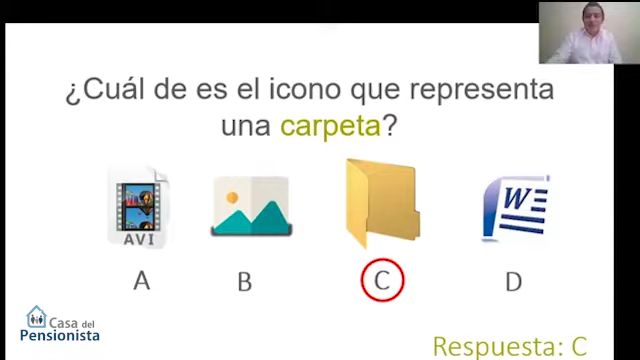 ¿Cuál de es el icono que representa
una carpeta?
AVI
W
A
B
C
D
Casa del
Pensionista
Respuesta: C